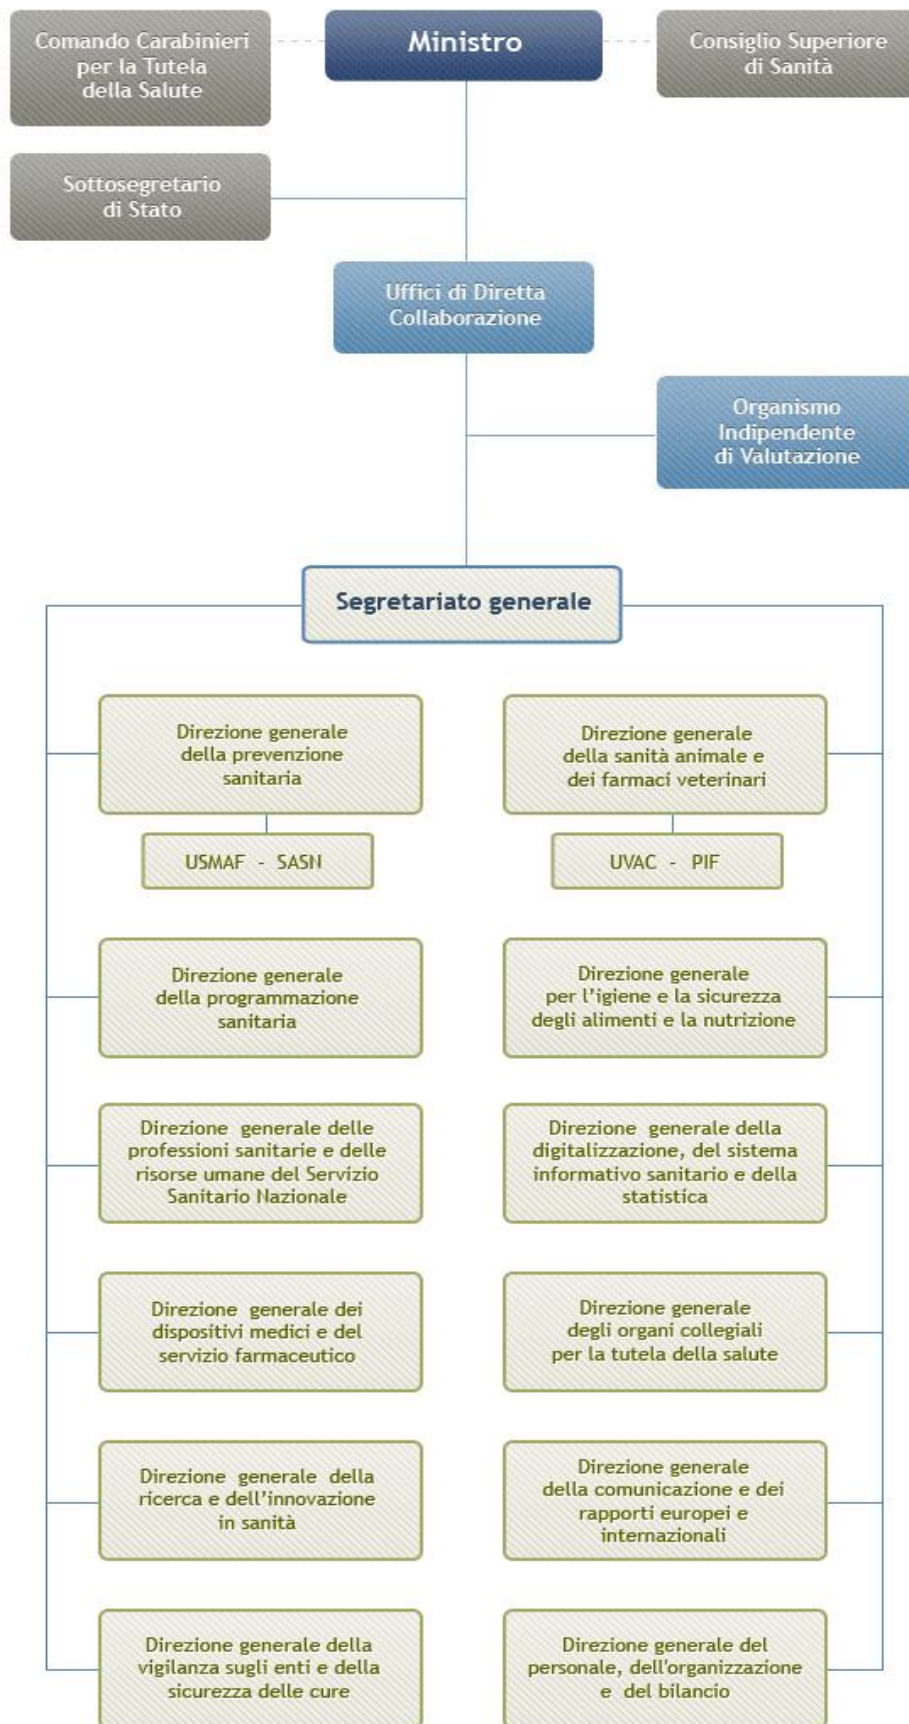 Comando Carabinieri
per la Tutela
della Salute
Ministro
Consiglio Superiore
di Sanità
Sottosegretario
di Stato
Uffici di Diretta
Collaborazione
Organismo
Indipendente
di Valutazione
Segretariato generale
Direzione generale
della prevenzione
sanitaria
Direzione generale
della sanità animale e
dei farmaci veterinari
USMAF - SASN
UVAC - PIF
Direzione generale
della programmazione
sanitaria
Direzione generale
per l'igiene e la sicurezza
degli alimenti e la nutrizione
Direzione generale delle
professioni sanitarie e delle
risorse umane del Servizio
Sanitario Nazionale
Direzione generale della
digitalizzazione, del sistema
informativo sanitario e della
statistica
Direzione generale dei
dispositivi medici e del
servizio farmaceutico
Direzione generale
degli organi collegiali
per la tutela della salute
Direzione generale della
ricerca e dell'innovazione
in sanità
Direzione generale
della comunicazione e dei
rapporti europei e
internazionali
Direzione generale della
vigilanza sugli enti e della
sicurezza delle cure
Direzione generale del
personale, dell'organizzazione
e del bilancio